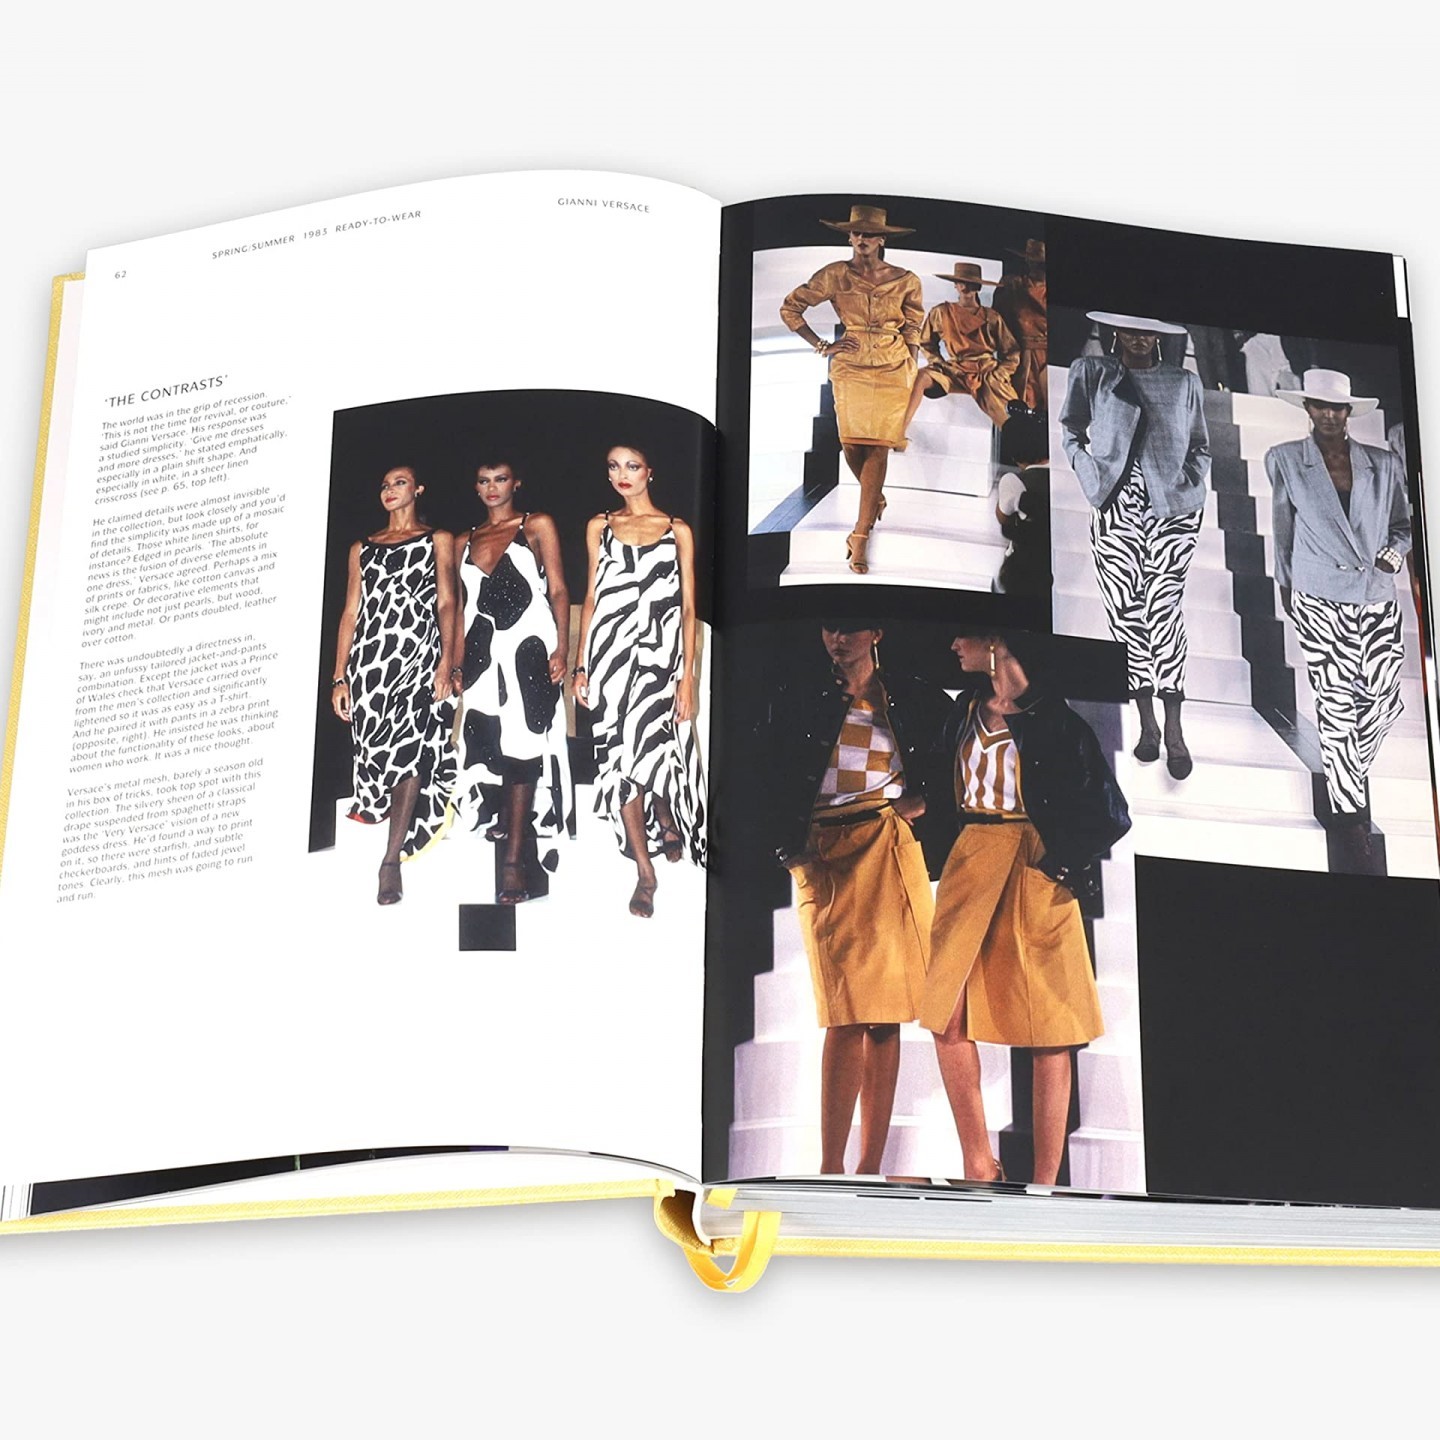 62
SPRING/SUMMER 1983 READY-TO-WEAR
GIANNI VERSACE
'THE CONTRASTS'
The world was in the grip of recession.
'This is not the time for revival, or couture,'
said Gianni Versace. His response was
a studied simplicity. 'Give me dresses
and more dresses,' he stated emphatically,
especially in a plain shift shape. And
especially in white, in a sheer linen
crisscross (see p. 65, top left).
He claimed details were almost invisible
in the collection, but look closely and you'd
find the simplicity was made up of a mosaic
of details. Those white linen shirts, for
instance? Edged in pearls. 'The absolute
news is the fusion of diverse elements in
one dress,' Versace agreed. Perhaps a mix
of prints or fabrics, like cotton canvas and
silk crepe. Or decorative elements that
might include not just pearls, but wood,
ivory and metal. Or pants doubled, leather
over cotton.
There was undoubtedly a directness in,
say, an unfussy tailored jacket-and-pants
combination. Except the jacket was a Prince
of Wales check that Versace carried over
from the men's collection and significantly
lightened so it was as easy as a T-shirt.
And he paired it with pants in a zebra print
(opposite, right). He insisted he was thinking
about the functionality of these looks, about
women who work. It was a nice thought.
Versace's metal mesh, barely a season old
in his box of tricks, took top spot with this
collection. The silvery sheen of a classical
drape suspended from spaghetti straps
was the 'Very Versace' vision of a new
goddess dress. He'd found a way to print
on it, so there were starfish, and subtle
checkerboards, and hints of faded jewel
tones. Clearly, this mesh was going to run
and run.